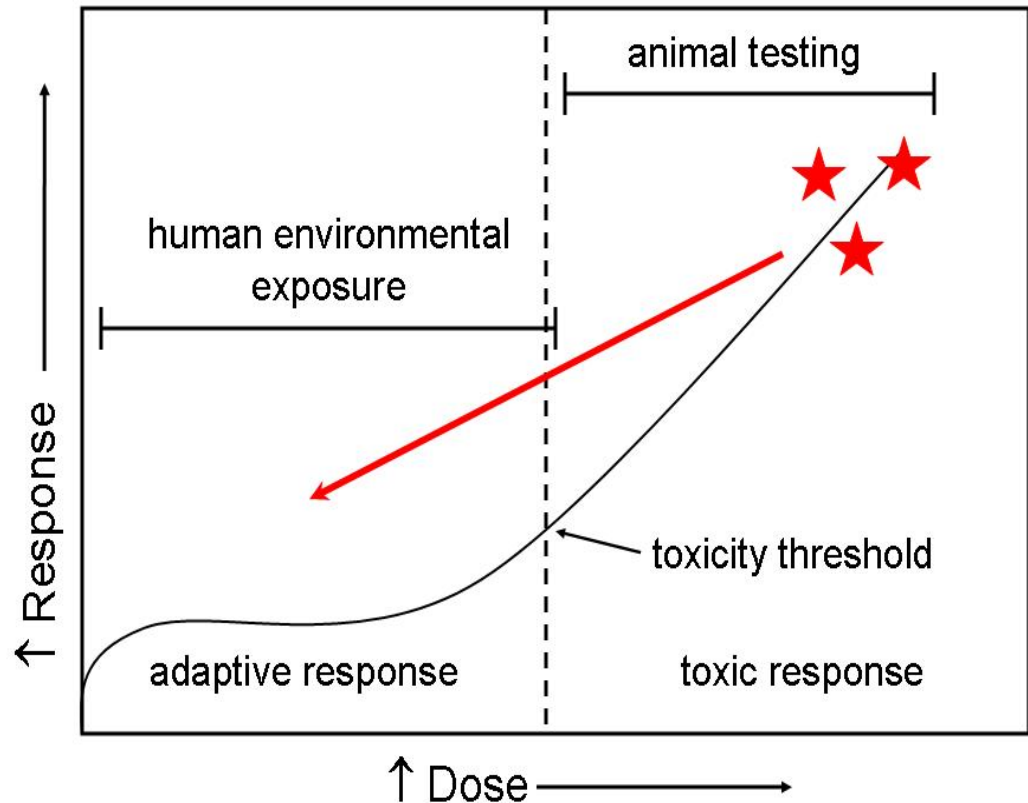 animal testing
human environmental
exposure
toxicity threshold
adaptive response
toxic response
↑ Response
↑ Dose